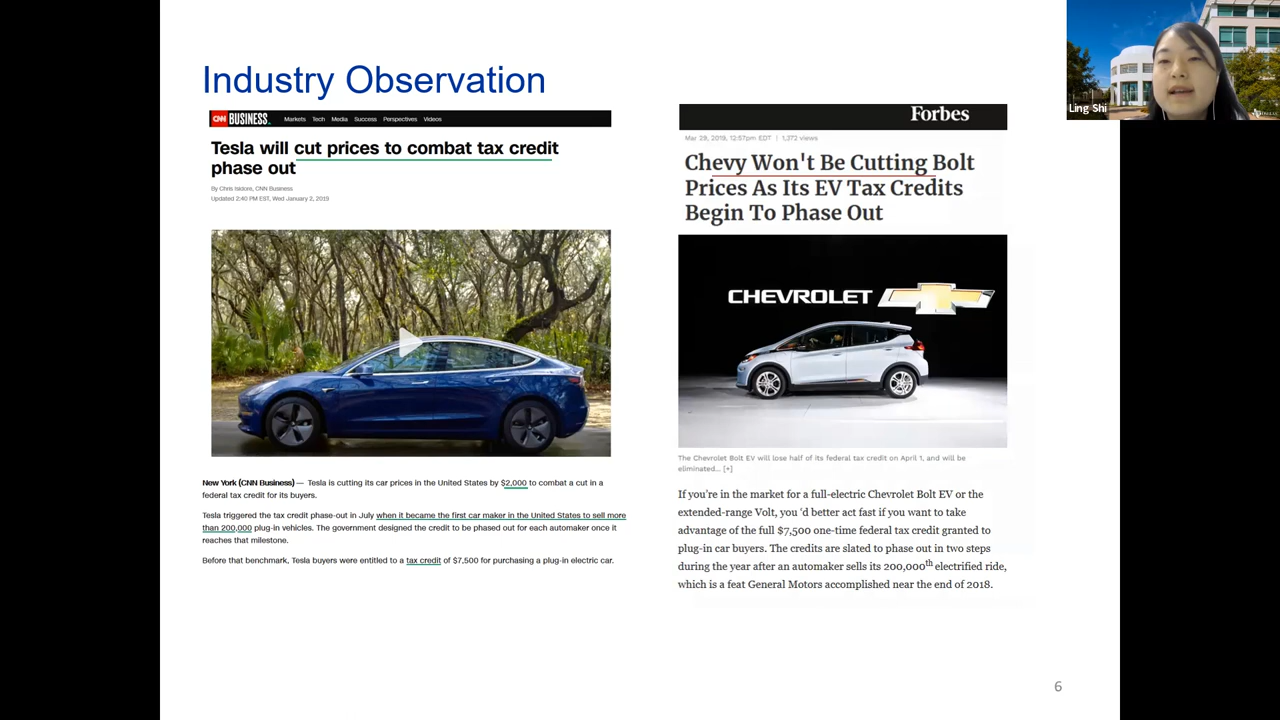 Industry Observation
CNN BUSINESS Markets Tech Media Success Perspectives Videos
Tesla will cut prices to combat tax credit
phase out
By Chris Isidore, CNN Business
Updated 2:40 PM EST, Wed January 2, 2019
New York (CNN Business) — Tesla is cutting its car prices in the United States by $2,000 to combat a cut in a
federal tax credit for its buyers.
Tesla triggered the tax credit phase-out in July when it became the first car maker in the United States to sell more
than 200,000 plug-in vehicles. The government designed the credit to be phased out for each automaker once it
reaches that milestone.
Before that benchmark, Tesla buyers were entitled to a tax credit of $7,500 for purchasing a plug-in electric car.
Forbes
Mar 29, 2019, 12:57pm EDT | 1,372 views
Chevy Won't Be Cutting Bolt
Prices As Its EV Tax Credits
Begin To Phase Out
CHEVROLET
The Chevrolet Bolt EV will lose half of its federal tax credit on April 1, and will be
eliminated... [+]
If you're in the market for a full-electric Chevrolet Bolt EV or the
extended-range Volt, you 'd better act fast if you want to take
advantage of the full $7,500 one-time federal tax credit granted to
plug-in car buyers. The credits are slated to phase out in two steps
during the year after an automaker sells its 200,000th electrified ride,
which is a feat General Motors accomplished near the end of 2018.
6
Ling Shi